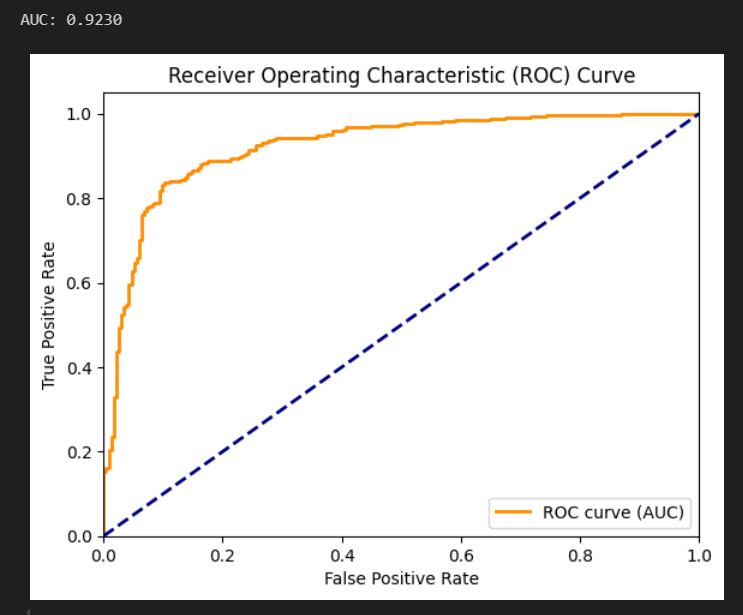 AUC: 0.9230
Receiver Operating Characteristic (ROC) Curve
1.0
0.8
0.6
0.4
0.2
0.0
True Positive Rate
ROC curve (AUC)
0.0 0.2 0.4 0.6 0.8 1.0
False Positive Rate